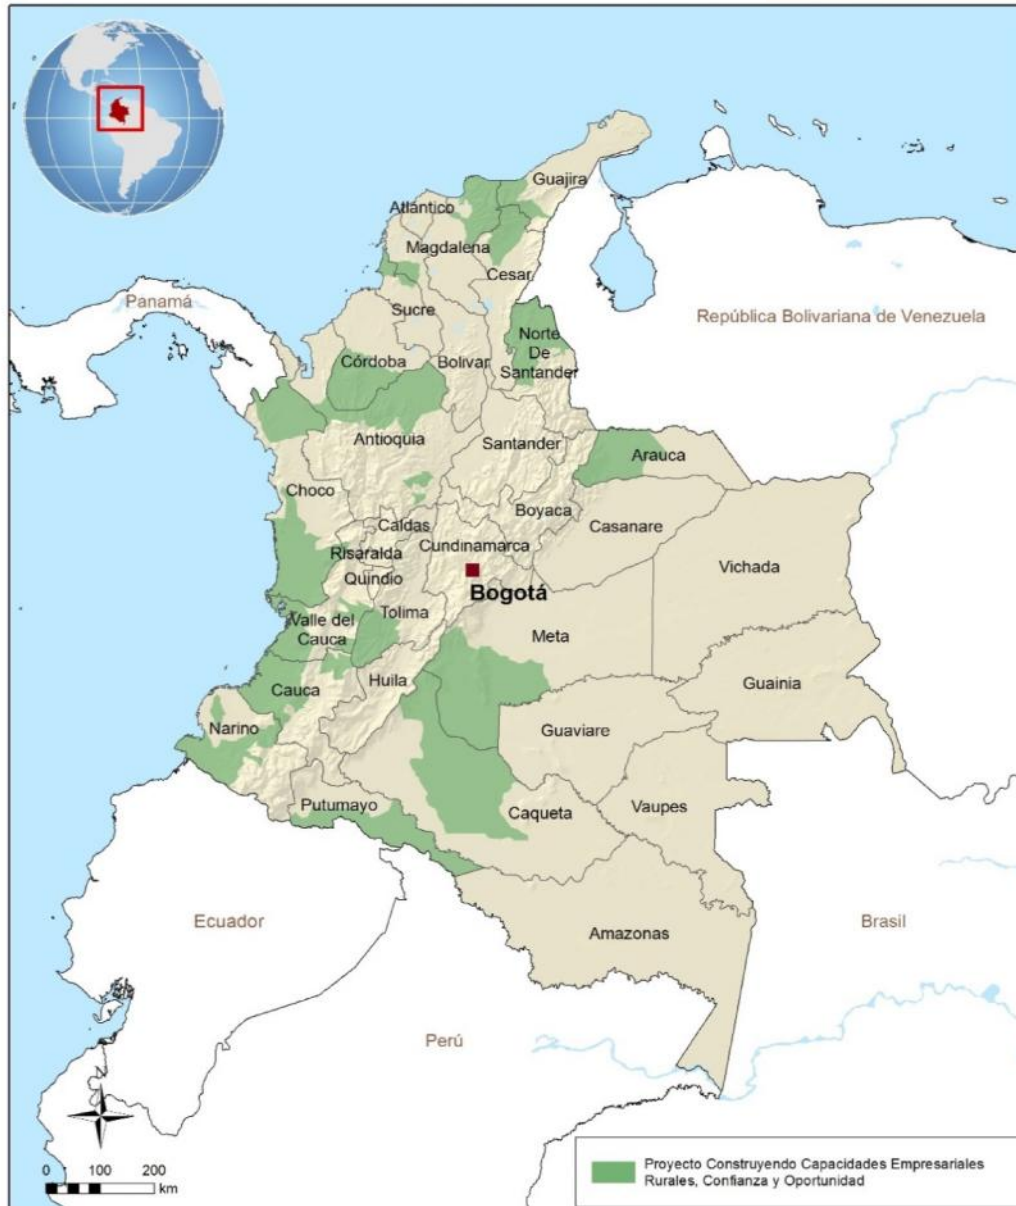 Guajira
Atlántico
Magdalena
Cesar
Panamá
Sucre
República Bolivariana de Venezuela
Norte
De
Santander
Córdoba
Bolivar
Antioquia
Santander
Arauca
Choco
Boyaca
Casanare
Caldas
Cundinamarca
Risaralda
Vichada
Quindio
Bogotá
Tolima
Valle del
Cauca
Meta
Huila
Guainia
Cauca
Narino
Guaviare
Putumayo
Caqueta
Vaupes
Ecuador
Brasil
Amazonas
Perú
N
0 100 200
km
Proyecto Construyendo Capacidades Empresariales
Rurales, Confianza y Oportunidad